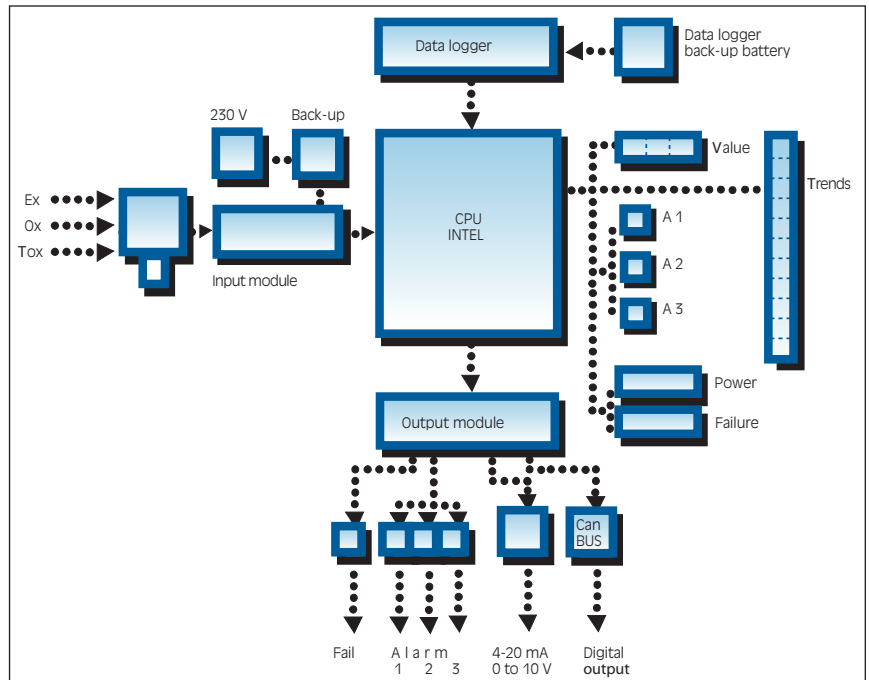 Data logger
Data logger
back-up battery
230 V
Back-up
Value
Trends
Ex
Ox
Tox
CPU
INTEL
A 1
A 2
A 3
Input module
Power
Output module
Failure
Can
BUS
Fail
Alarm
1 2 3
4-20 mA
0 to 10 V
Digital
output